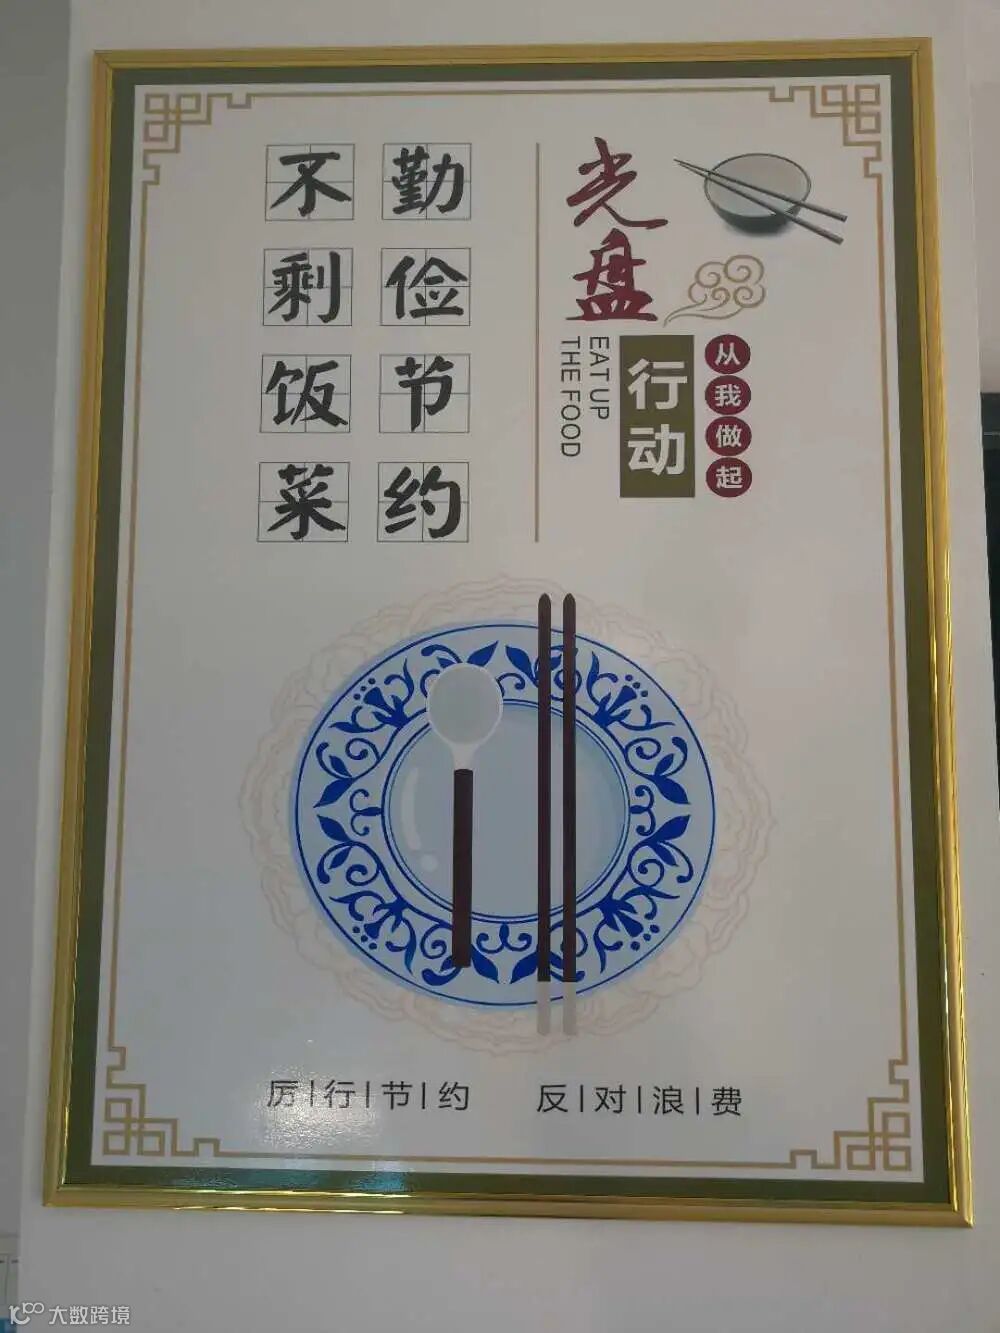 光盘
行动
从我做起
EAT UP
THE FOOD
勤俭节约
不剩饭菜
厉|行|节|约 反|对|浪|费
大数跨境